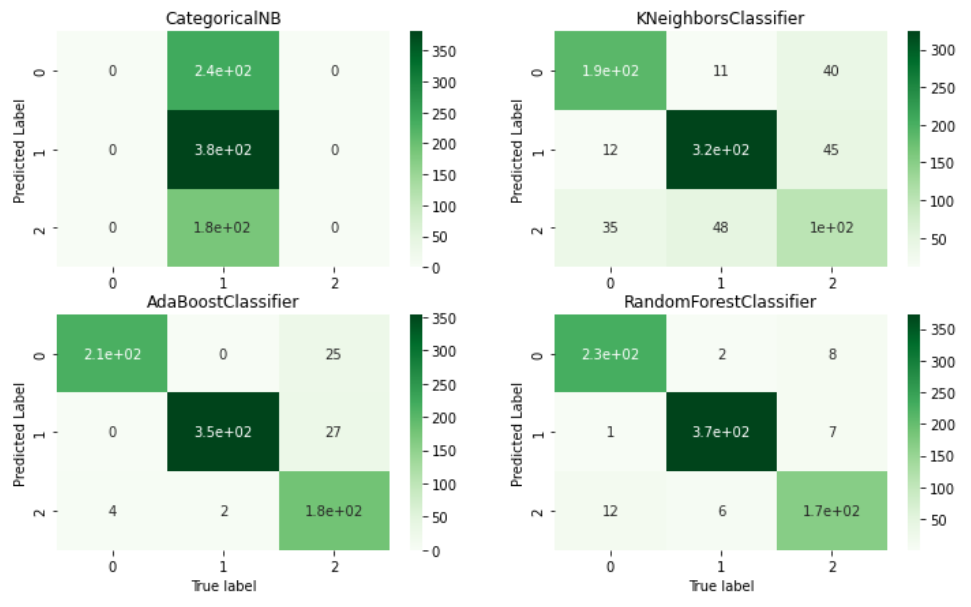 CategoricalNB
Predicted Label
0
1
2
0 2.4e+02 0
0 3.8e+02 0
0 1.8e+02 0
0 1 2
350
300
250
200
150
100
50
0
KNeighborsClassifier
Predicted Label
0
1
2
1.9e+02 11 40
12 3.2e+02 45
35 48 1e+02
0 1 2
300
250
200
150
100
50
AdaBoostClassifier
Predicted Label
0
1
2
2.1e+02 0 25
0 3.5e+02 27
4 2 1.8e+02
0 1 2
True label
350
300
250
200
150
100
50
0
RandomForestClassifier
Predicted Label
0
1
2
2.3e+02 2 8
1 3.7e+02 7
12 6 1.7e+02
0 1 2
True label
350
300
250
200
150
100
50